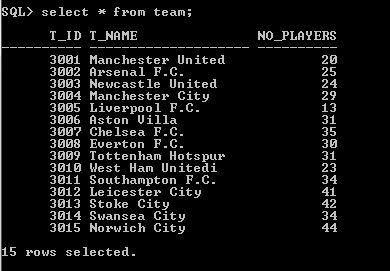 SQL> select * from team;
T_ID T_NAME NO_PLAYERS
3001 Manchester United 20
3002 Arsenal F.C. 25
3003 Newcastle United 24
3004 Manchester City 29
3005 Liverpool F.C. 13
3006 Aston Villa 31
3007 Chelsea F.C. 35
3008 Everton F.C. 30
3009 Tottenham Hotspur 31
3010 West Ham Unitedi 23
3011 Southampton F.C. 34
3012 Leicester City 41
3013 Stoke City 42
3014 Swansea City 34
3015 Norwich City 44
15 rows selected.